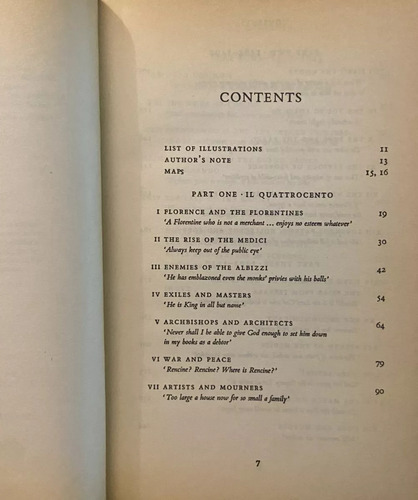 CONTENTS
LIST OF ILLUSTRATIONS 11
AUTHOR'S NOTE 13
MAPS 15, 16
PART ONE · IL QUATTROCENTO
I FLORENCE AND THE FLORENTINES 19
'A Florentine who is not a merchant ... enjoys no esteem whatever'
II THE RISE OF THE MEDICI 30
'Always keep out of the public eye'
III ENEMIES OF THE ALBIZZI 42
'He has emblazoned even the monks' privies with his balls'
IV EXILES AND MASTERS 54
'He is King in all but name'
V ARCHBISHOPS AND ARCHITECTS 64
'Never shall I be able to give God enough to set him down
in my books as a debtor'
VI WAR AND PEACE 79
'Rencine? Rencine? Where is Rencine?'
VII ARTISTS AND MOURNERS 90
'Too large a house now for so small a family'
7